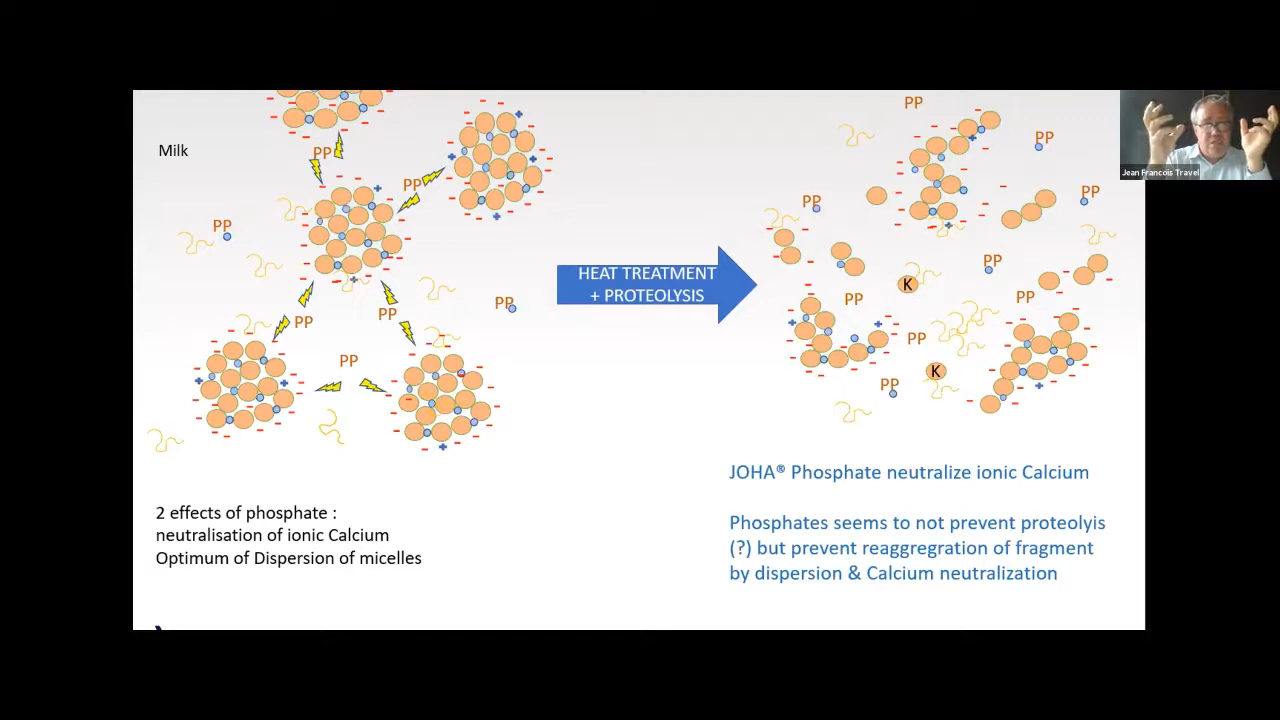 Milk
PP
PP
PP
PP
PP
PP
PP
HEAT TREATMENT
+ PROTEOLYSIS
PP
PP
PP
PP
PP
K
PP
PP
PP
K
PP
Jean Francois Travel
2 effects of phosphate :
neutralisation of ionic Calcium
Optimum of Dispersion of micelles
JOHA® Phosphate neutralize ionic Calcium
Phosphates seems to not prevent proteolyis
(?) but prevent reaggregration of fragment
by dispersion & Calcium neutralization